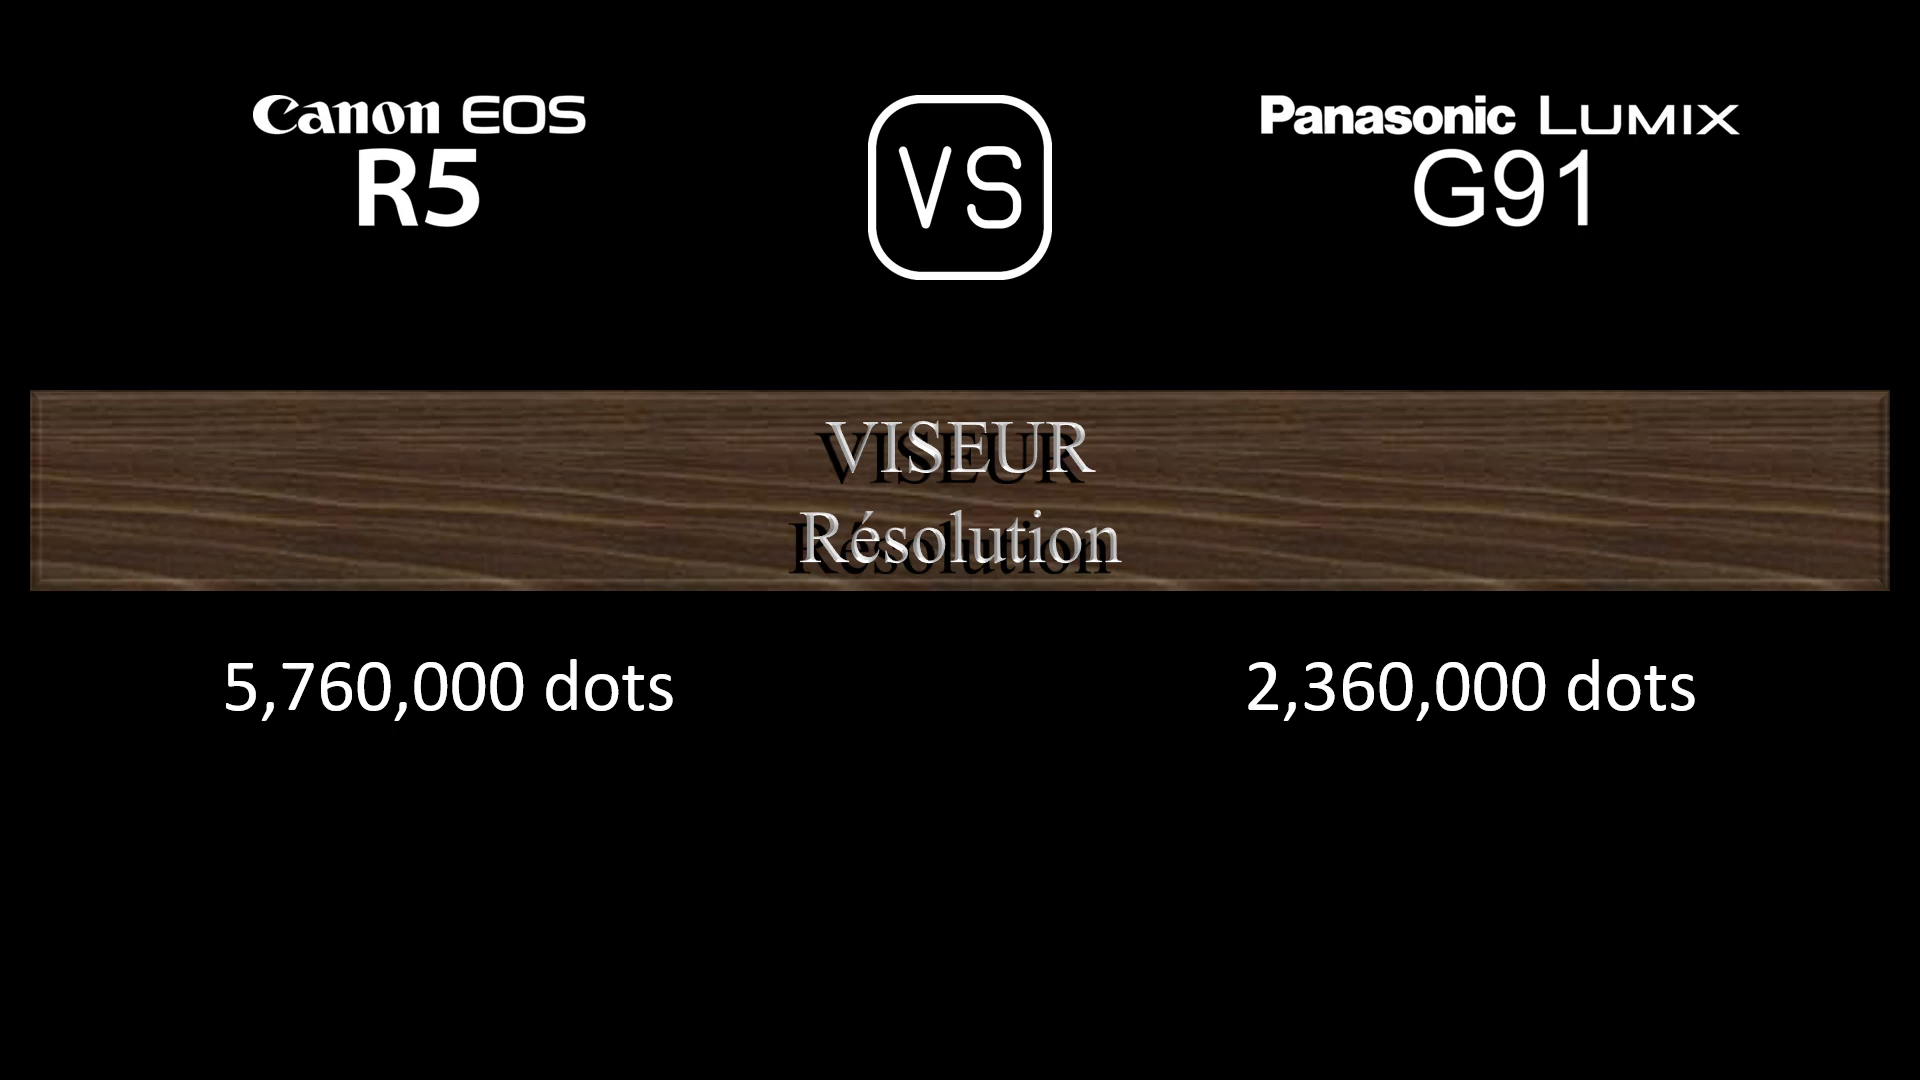 Canon EOS
R5
VS
Panasonic LUMIX
G91
VISEUR
Résolution
5,760,000 dots
2,360,000 dots